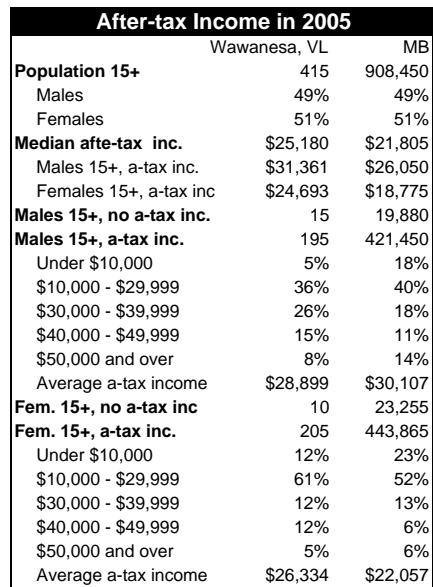 After-tax Income in 2005
Wawanesa, VL MB
Population 15+ 415 908,450
Males 49% 49%
Females 51% 51%
Median afte-tax inc. $25,180 $21,805
Males 15+, a-tax inc. $31,361 $26,050
Females 15+, a-tax inc $24,693 $18,775
Males 15+, no a-tax inc. 15 19,880
Males 15+, a-tax inc. 195 421,450
Under $10,000 5% 18%
$10,000 - $29,999 36% 40%
$30,000 - $39,999 26% 18%
$40,000 - $49,999 15% 11%
$50,000 and over 8% 14%
Average a-tax income $28,899 $30,107
Fem. 15+, no a-tax inc 10 23,255
Fem. 15+, a-tax inc. 205 443,865
Under $10,000 12% 23%
$10,000 - $29,999 61% 52%
$30,000 - $39,999 12% 13%
$40,000 - $49,999 12% 6%
$50,000 and over 5% 6%
Average a-tax income $26,334 $22,057